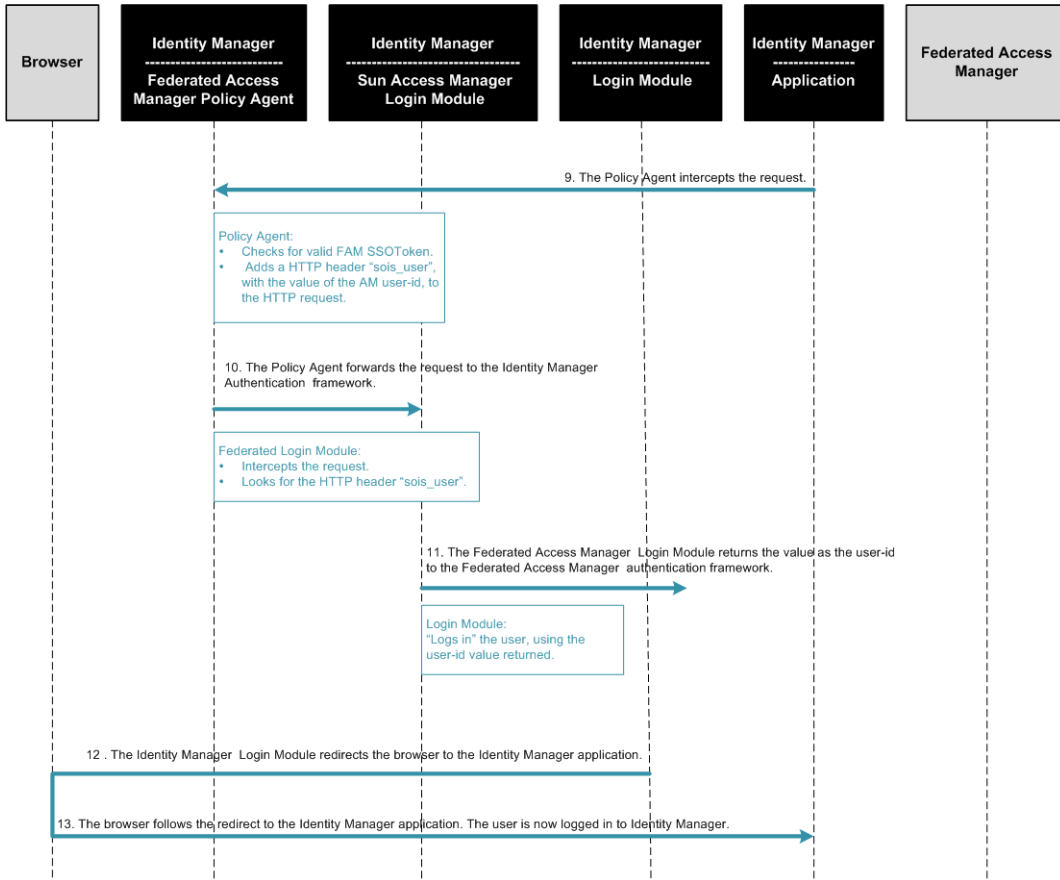 Browser
Identity Manager
---------------------------
Federated Access
Manager Policy Agent
Identity Manager
----------------------------------
Sun Access Manager
Login Module
Identity Manager
---------------------------
Login Module
Identity Manager
----------------
Application
Federated Access
Manager
9. The Policy Agent intercepts the request.
Policy Agent:
• Checks for valid FAM SSOToken.
• Adds a HTTP header “sois_user”,
with the value of the AM user-id, to
the HTTP request.
10. The Policy Agent forwards the request to the Identity Manager
Authentication framework.
Federated Login Module:
• Intercepts the request.
• Looks for the HTTP header “sois_user”.
11. The Federated Access Manager Login Module returns the value as the user-id
to the Federated Access Manager authentication framework.
Login Module:
“Logs in” the user, using the
user-id value returned.
12 . The Identity Manager Login Module redirects the browser to the Identity Manager application.
13. The browser follows the redirect to the Identity Manager application. The user is now logged in to Identity Manager.